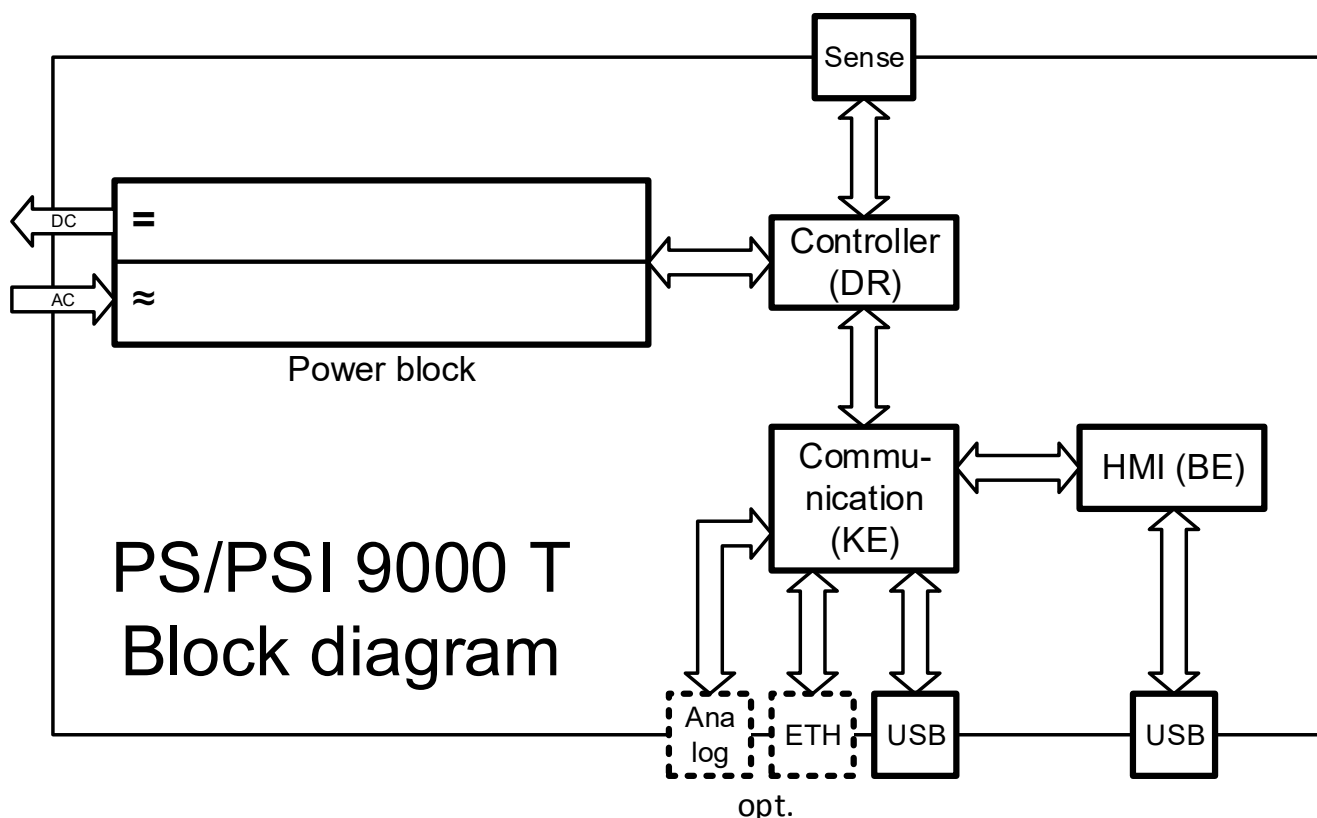 Sense
DC
=
Controller
(DR)
AC
≈
Power block
Commu-
nication
(KE)
HMI (BE)
PS/PSI 9000 T
Block diagram
Ana
log
ETH
USB
USB
opt.